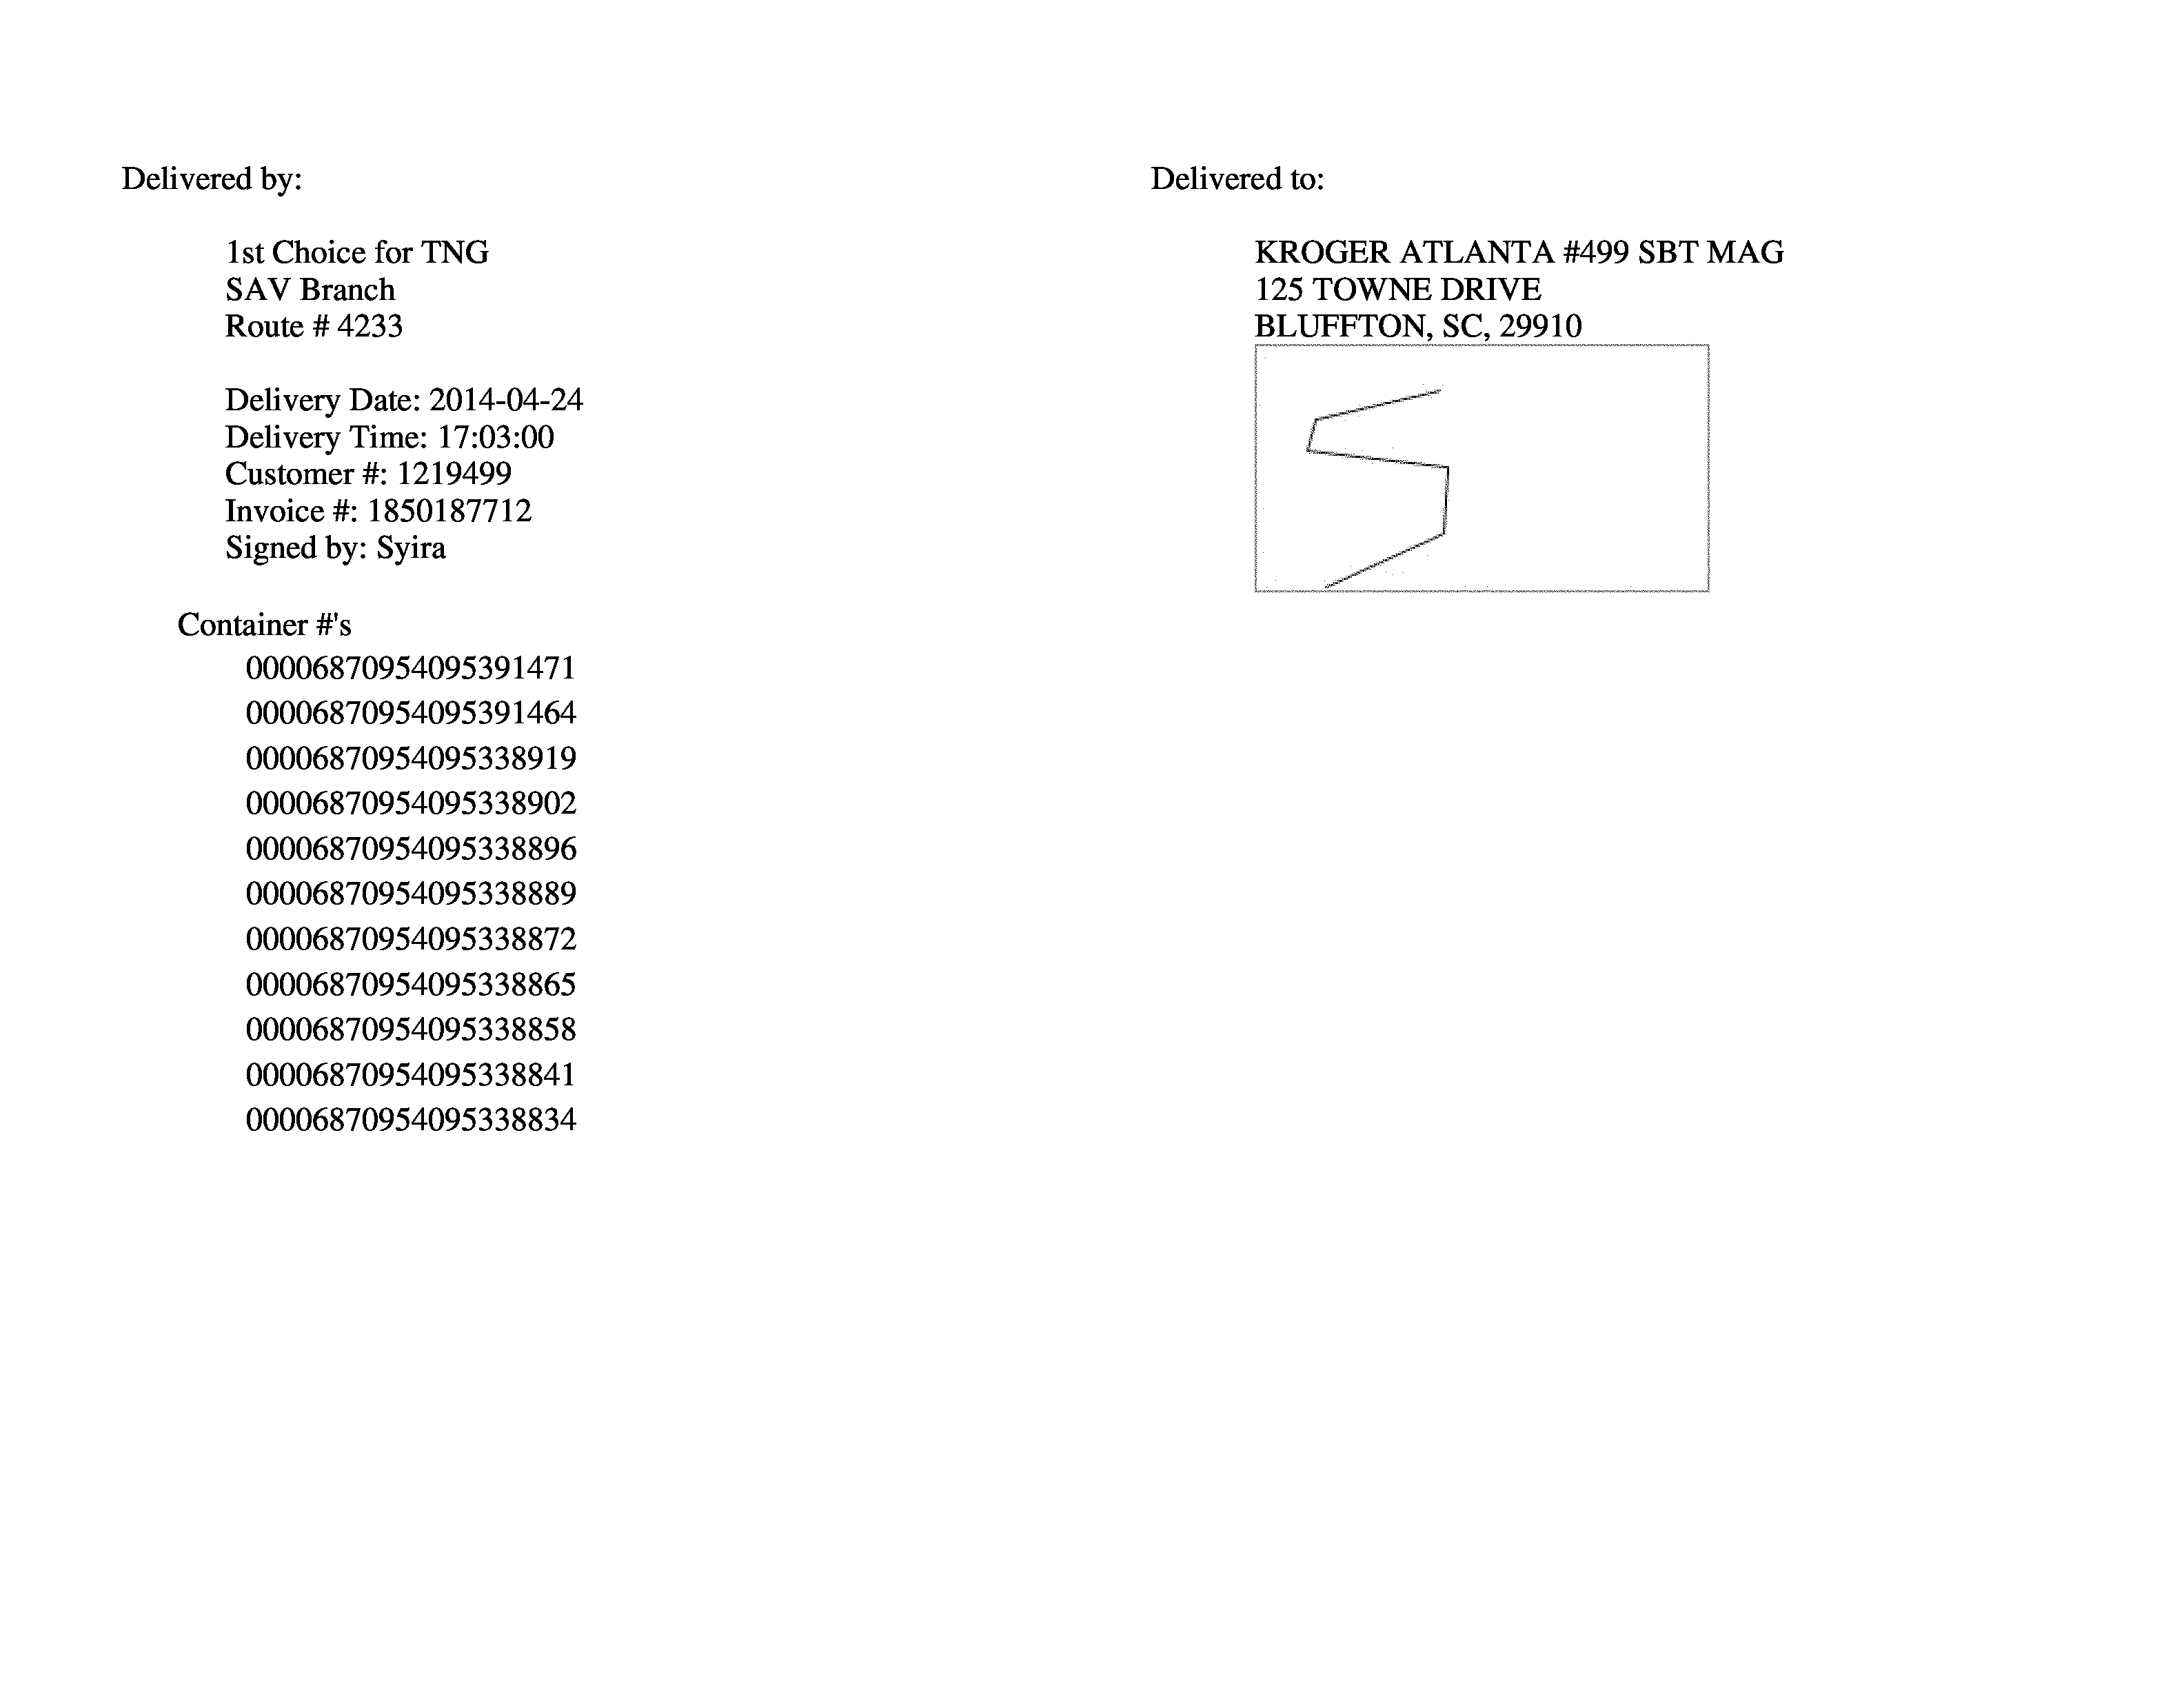 Delivered by:
1st Choice for TNG
SAV Branch
Route # 4233
Delivery Date: 2014-04-24
Delivery Time: 17:03:00
Customer #: 1219499
Invoice #: 1850187712
Signed by: Syira
Container #'s
00006870954095391471
00006870954095391464
00006870954095338919
00006870954095338902
00006870954095338896
00006870954095338889
00006870954095338872
00006870954095338865
00006870954095338858
00006870954095338841
00006870954095338834
Delivered to:
KROGER ATLANTA #499 SBT MAG
125 TOWNE DRIVE
BLUFFTON, SC, 29910